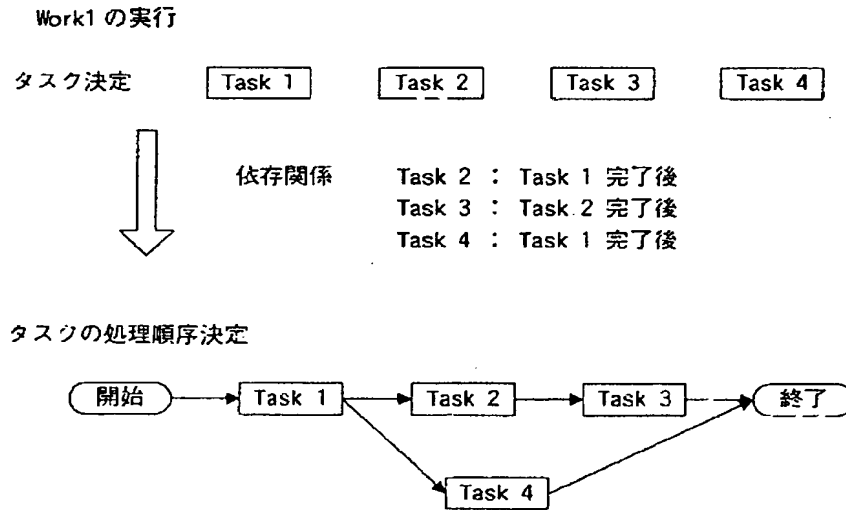 Work1 の実行
タスク決定 Task 1 Task 2 Task 3 Task 4
依存関係 Task 2 : Task 1 完了後
Task 3 : Task 2 完了後
Task 4 : Task 1 完了後
タスクの処理順序決定
開始 Task 1 Task 2 Task 3 終了
Task 4